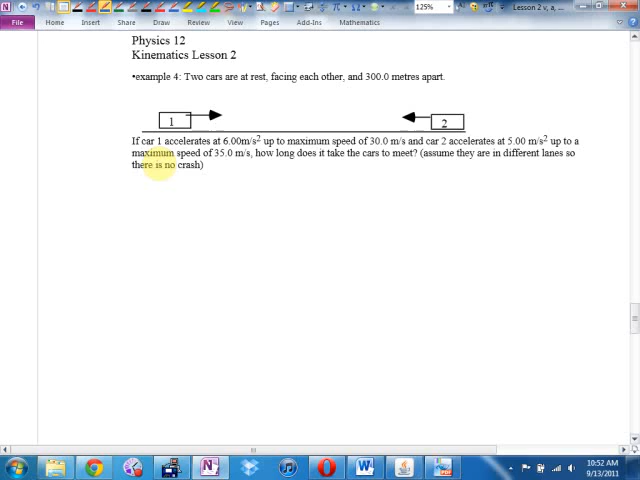 125%
Lesson 2 v, a, ...
File
Home
Insert
Share
Draw
Review
View
Page
Add-Ins
Mathematics
Physics 12
Kinematics Lesson 2
•example 4: Two cars are at rest, facing each other, and 300.0 metres apart.
1
2
If car 1 accelerates at 6.00m/s² up to maximum speed of 30.0 m/s and car 2 accelerates at 5.00 m/s² up to a
maximum speed of 35.0 m/s, how long does it take the cars to meet? (assume they are in different lanes so
there is no crash)
10:52 AM
9/13/2011